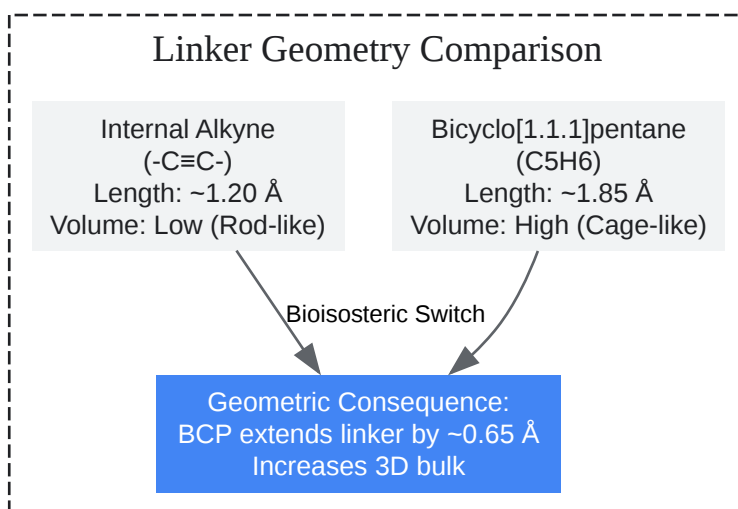 Linker Geometry Comparison
Internal Alkyne
(-C≡C-)
Length: ~1.20 Å
Volume: Low (Rod-like)
Bicyclo[1.1.1]pentane
(C5H6)
Length: ~1.85 Å
Volume: High (Cage-like)
Bioisosteric Switch
Geometric Consequence:
BCP extends linker by ~0.65 Å
Increases 3D bulk